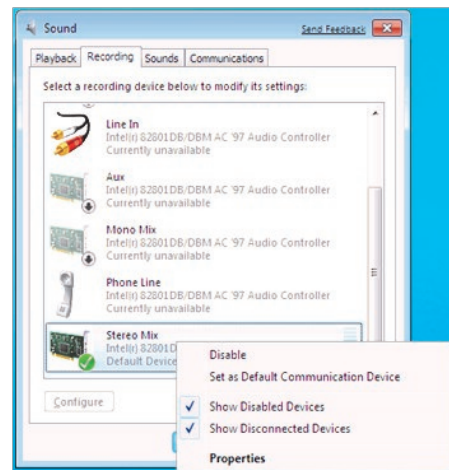 Sound
Send Feedback
Playback Recording Sounds Communications
Select a recording device below to modify its settings:
Line In
Intel(r) 82801DB/DBM AC '97 Audio Controller
Currently unavailable
Aux
Intel(r) 82801DB/DBM AC '97 Audio Controller
Currently unavailable
Mono Mix
Intel(r) 82801DB/DBM AC '97 Audio Controller
Currently unavailable
Phone Line
Intel(r) 82801DB/DBM AC '97 Audio Controller
Currently unavailable
Stereo Mix
Intel(r) 82801D
Default Device
Disable
Set as Default Communication Device
Configure
Show Disabled Devices
Show Disconnected Devices
Properties